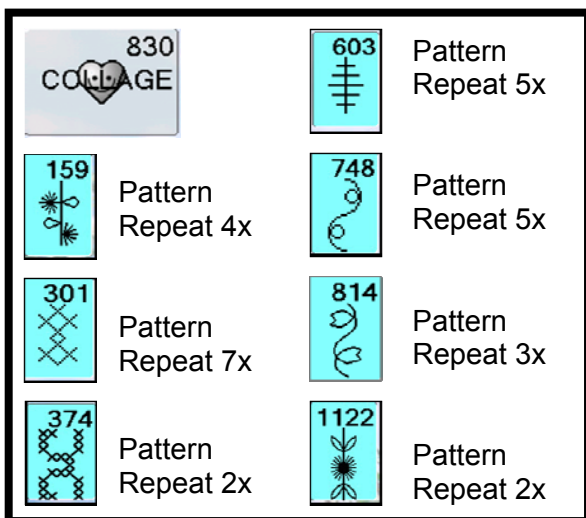 830
COLLAGE
159
Pattern
Repeat 4x
301
Pattern
Repeat 7x
374
Pattern
Repeat 2x
603
Pattern
Repeat 5x
748
Pattern
Repeat 5x
814
Pattern
Repeat 3x
1122
Pattern
Repeat 2x